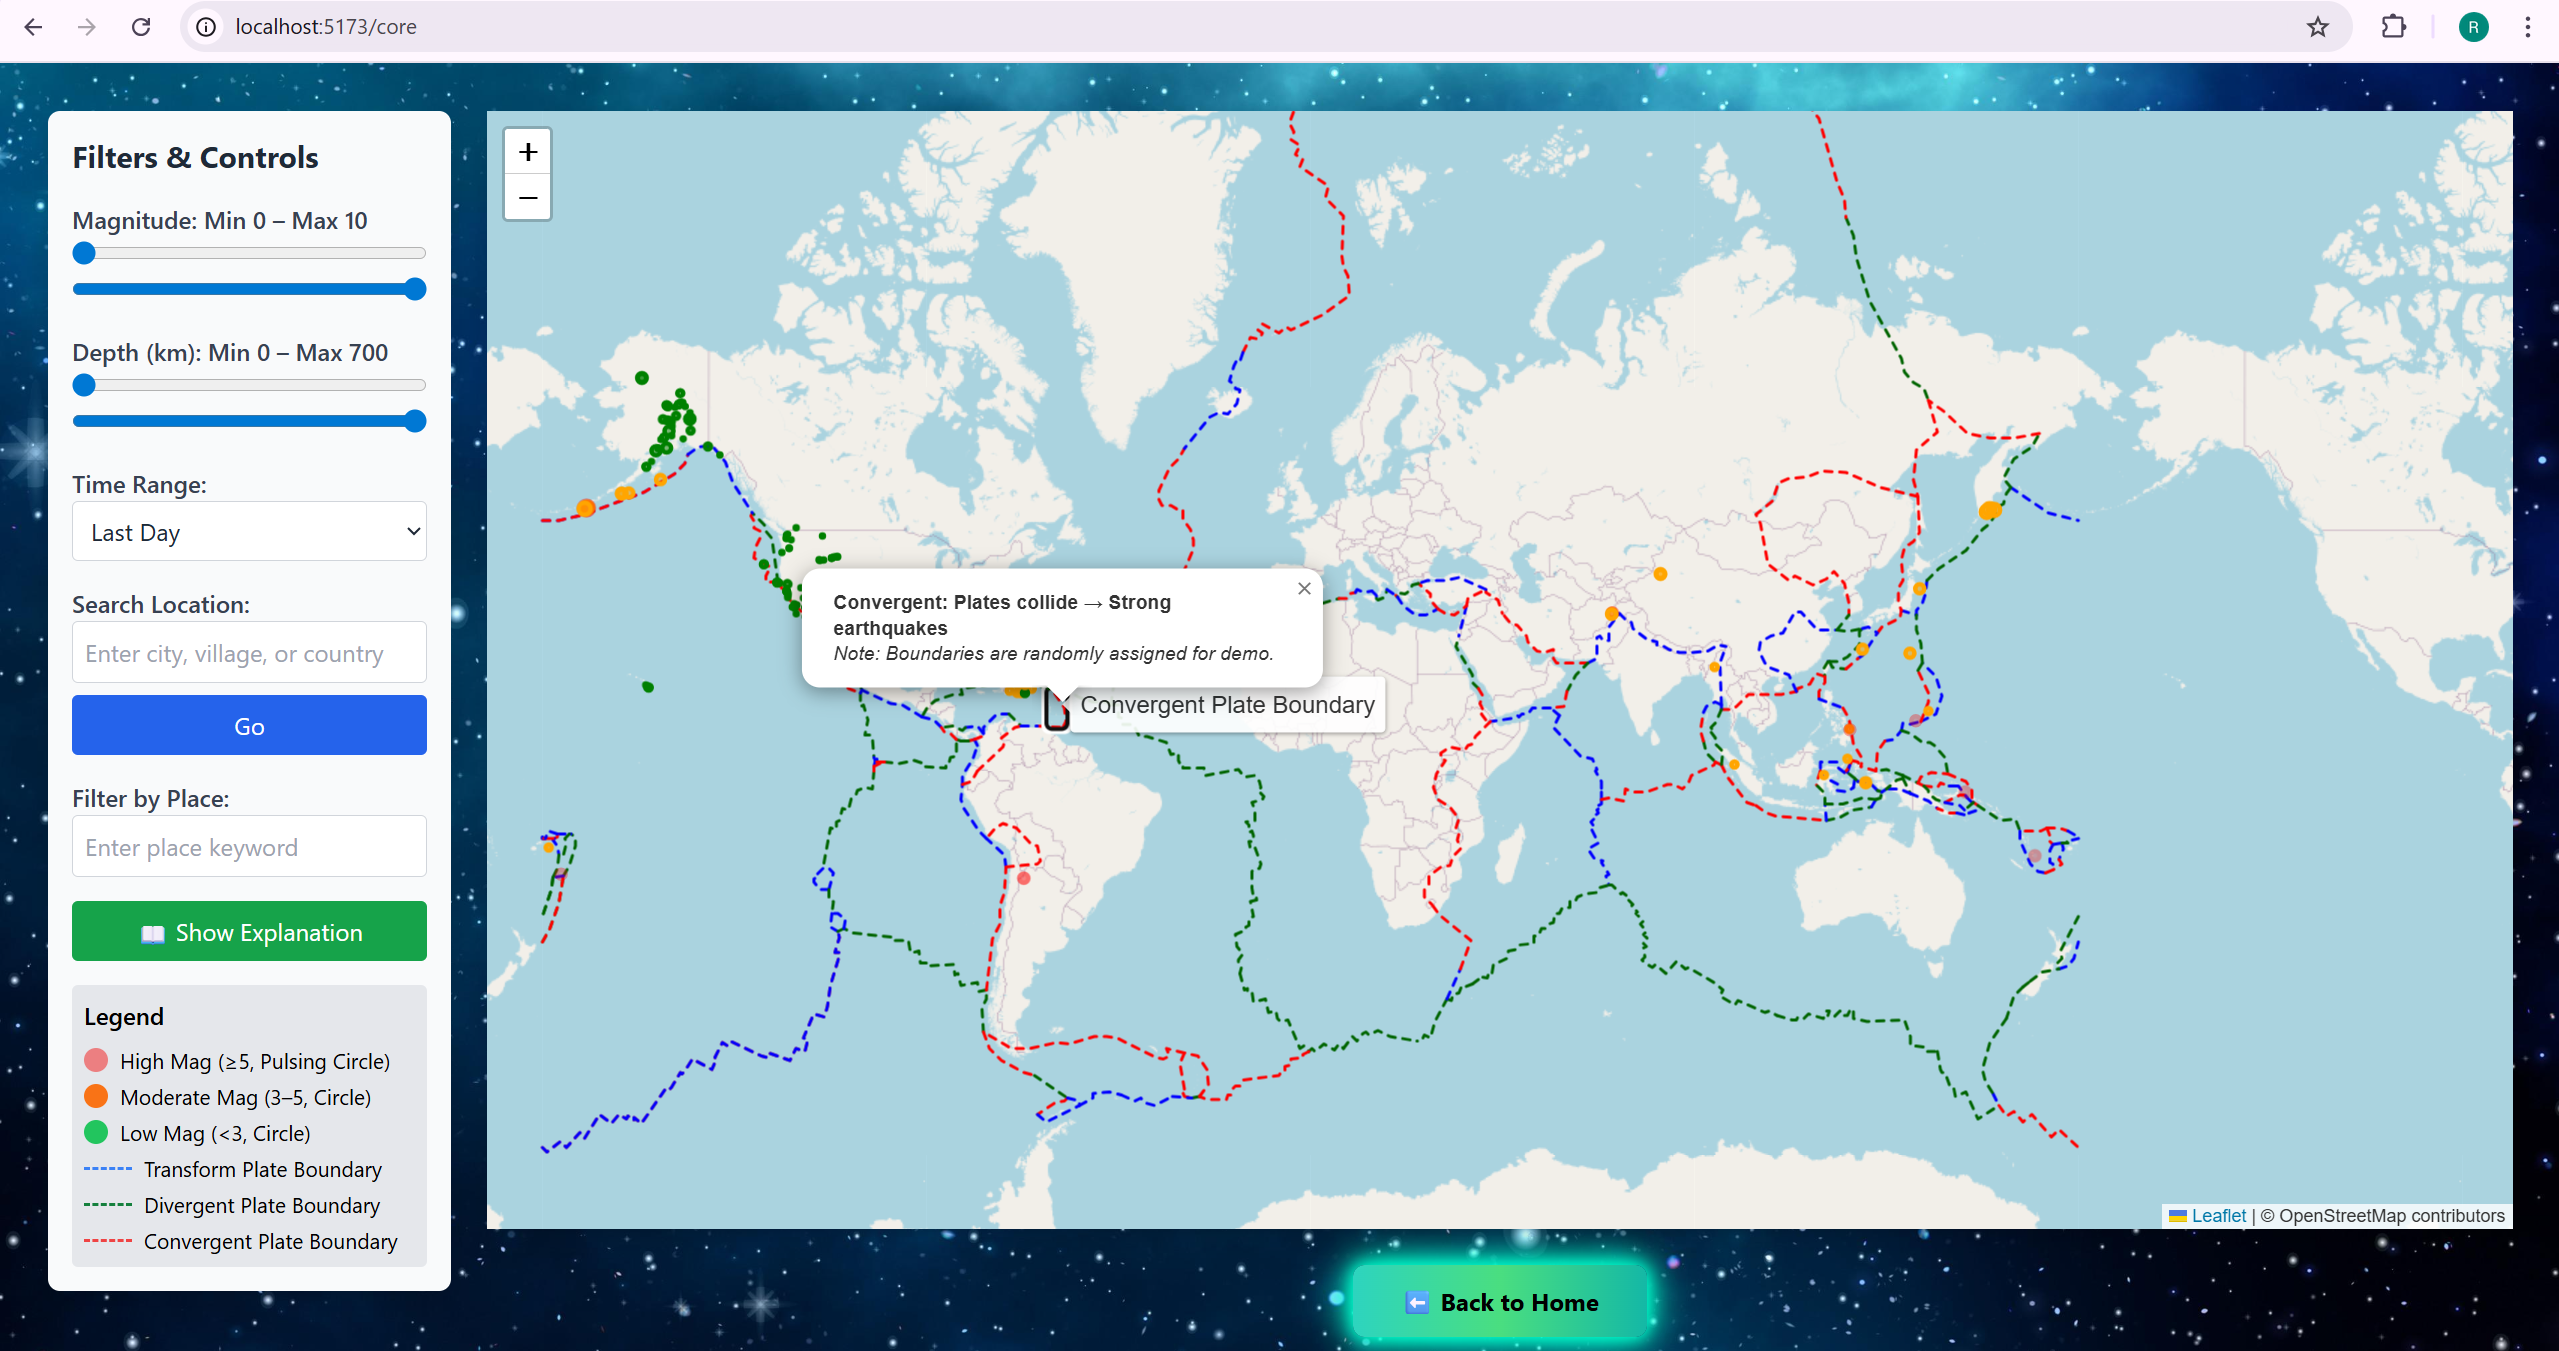 localhost:5173/core
R
Filters & Controls
Magnitude: Min 0 – Max 10
Depth (km): Min 0 – Max 700
Time Range:
Last Day
Search Location:
Enter city, village, or country
Go
Filter by Place:
Enter place keyword
📖 Show Explanation
Legend
High Mag (≥5, Pulsing Circle)
Moderate Mag (3–5, Circle)
Low Mag (<3, Circle)
Transform Plate Boundary
Divergent Plate Boundary
Convergent Plate Boundary
+
−
×
Convergent: Plates collide → Strong
earthquakes
Note: Boundaries are randomly assigned for demo.
Convergent Plate Boundary
Leaflet | © OpenStreetMap contributors
⬅️ Back to Home